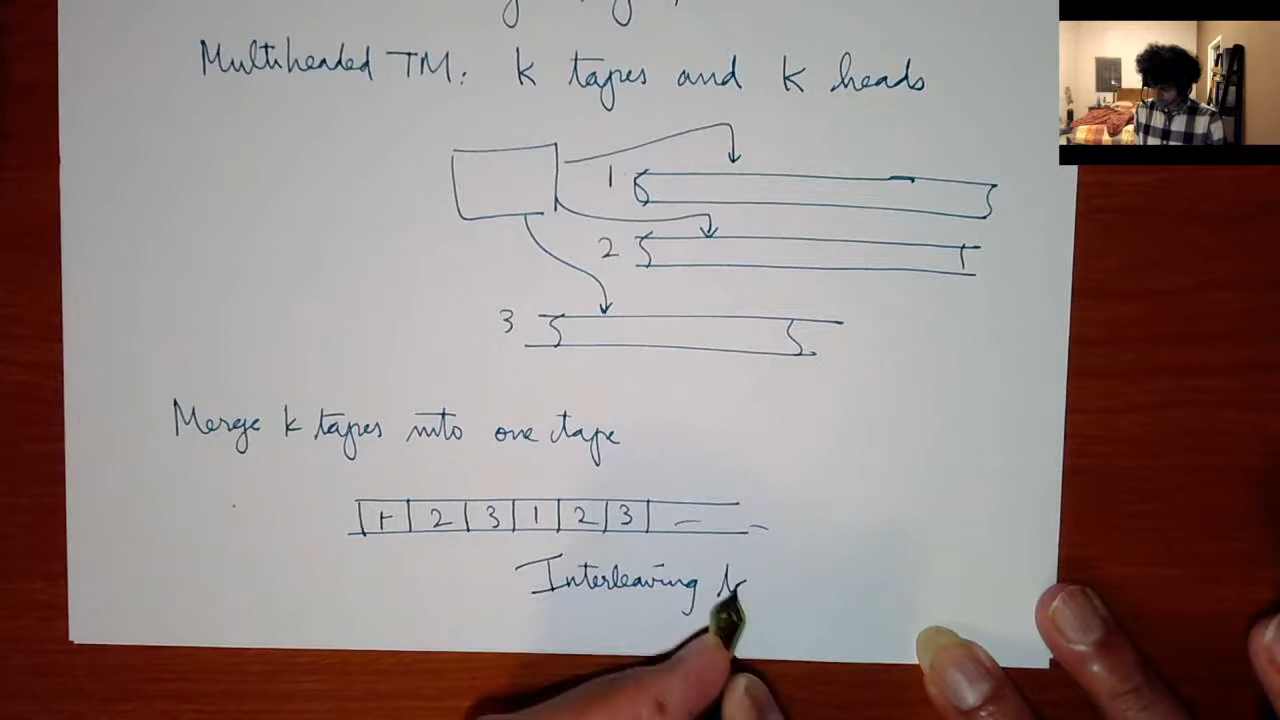 Multiheaded TM: k tapes and k heads
1
2
3
Merge k tapes into one tape
1 2 3 1 2 3 - -
Interleaving